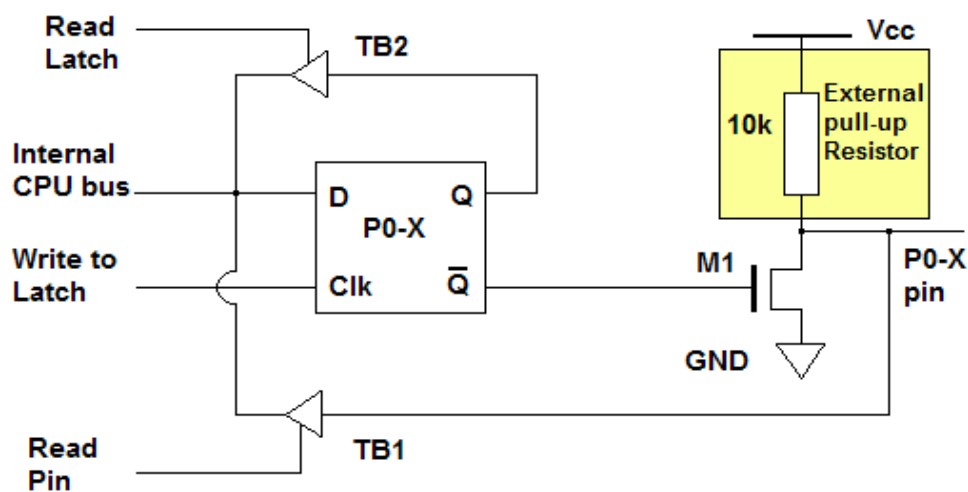 Read
Latch
TB2
Vcc
10k
External
pull-up
Resistor
Internal
CPU bus
D
Q
P0-X
Write to
Latch
Clk
Q̅
M1
P0-X
pin
GND
TB1
Read
Pin